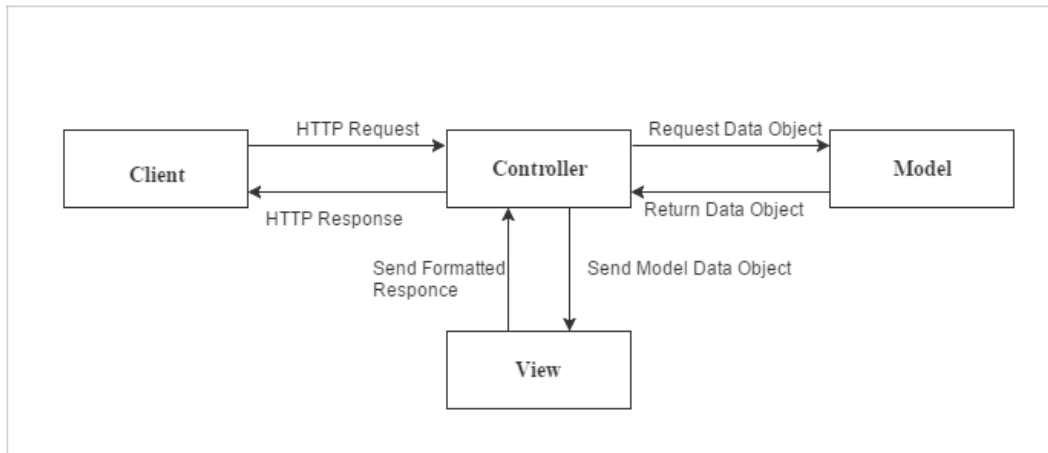 HTTP Request
Request Data Object
Client
Controller
Model
HTTP Response
Return Data Object
Send Formatted
Responce
Send Model Data Object
View